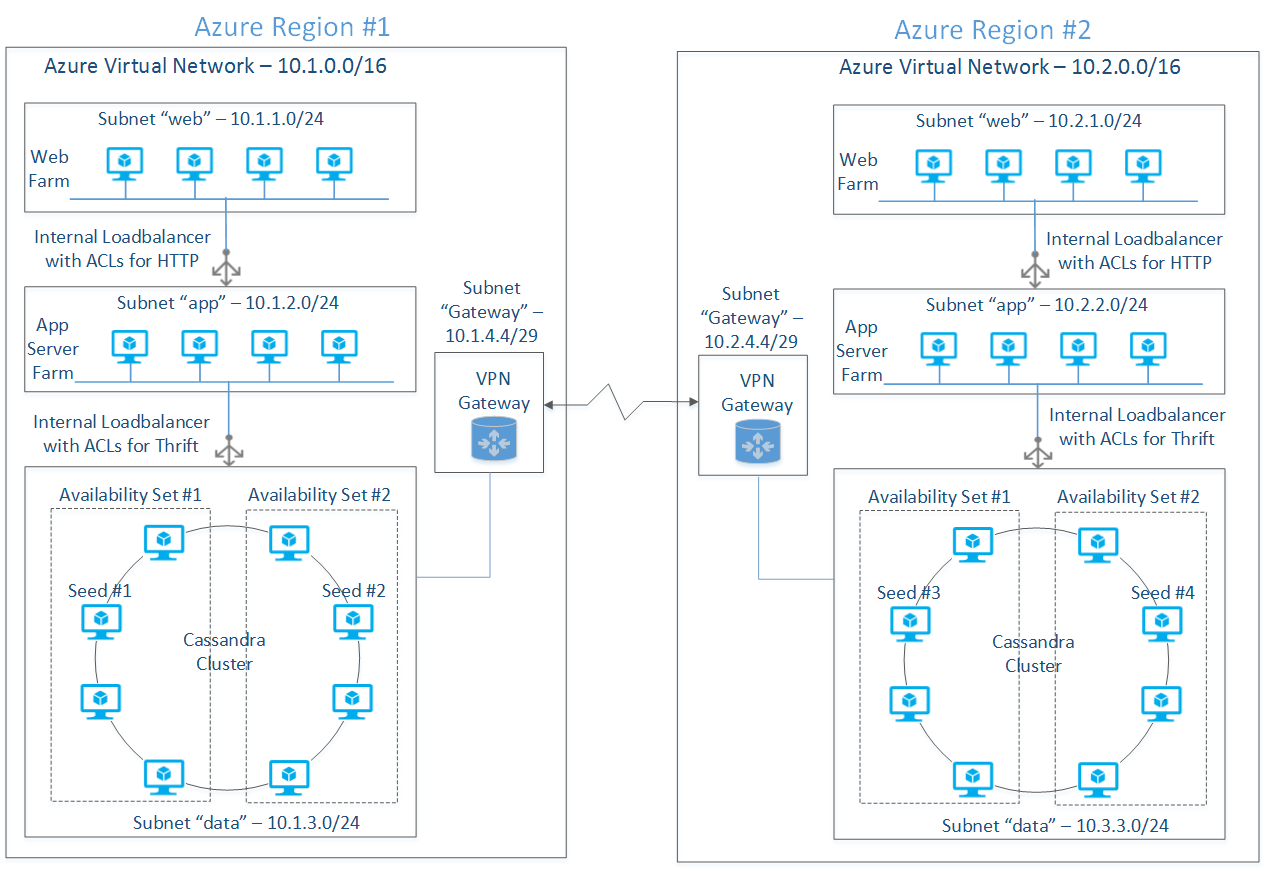 Azure Region #1
Azure Virtual Network – 10.1.0.0/16
Subnet “web” – 10.1.1.0/24
Web
Farm
Internal Loadbalancer
with ACLs for HTTP
Subnet “app” – 10.1.2.0/24
App
Server
Farm
Internal Loadbalancer
with ACLs for Thrift
Availability Set #1
Availability Set #2
Seed #1
Seed #2
Cassandra
Cluster
Subnet “data” – 10.1.3.0/24
Subnet
“Gateway” –
10.1.4.4/29
VPN
Gateway
Azure Region #2
Azure Virtual Network – 10.2.0.0/16
Subnet
“Gateway” –
10.2.4.4/29
VPN
Gateway
Subnet “web” – 10.2.1.0/24
Web
Farm
Internal Loadbalancer
with ACLs for HTTP
Subnet “app” – 10.2.2.0/24
App
Server
Farm
Internal Loadbalancer
with ACLs for Thrift
Availability Set #1
Availability Set #2
Seed #3
Seed #4
Cassandra
Cluster
Subnet “data” – 10.3.3.0/24